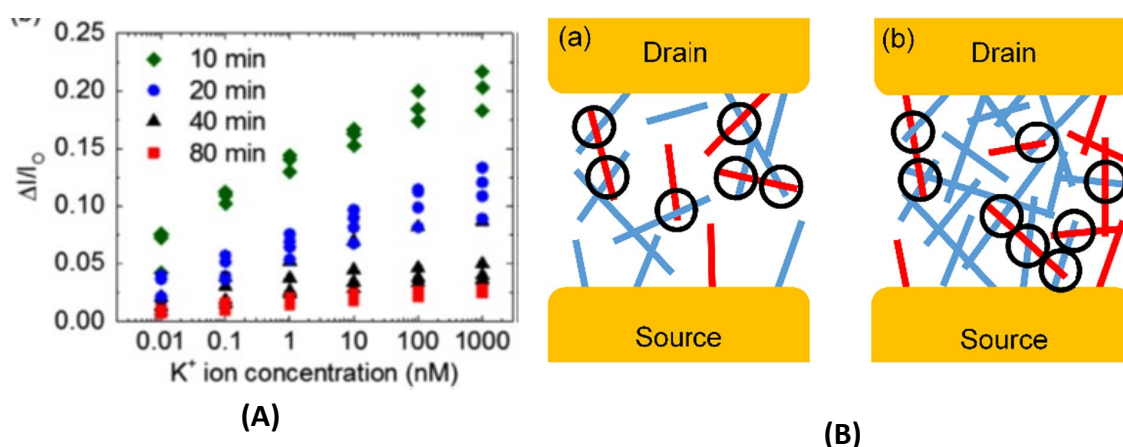 0.25
0.20
0.15
0.10
0.05
0.00
ΔI/I_O
10 min
20 min
40 min
80 min
0.01 0.1 1 10 100 1000
K⁺ ion concentration (nM)
(A)
(a)
Drain
Source
(b)
Drain
Source
(B)